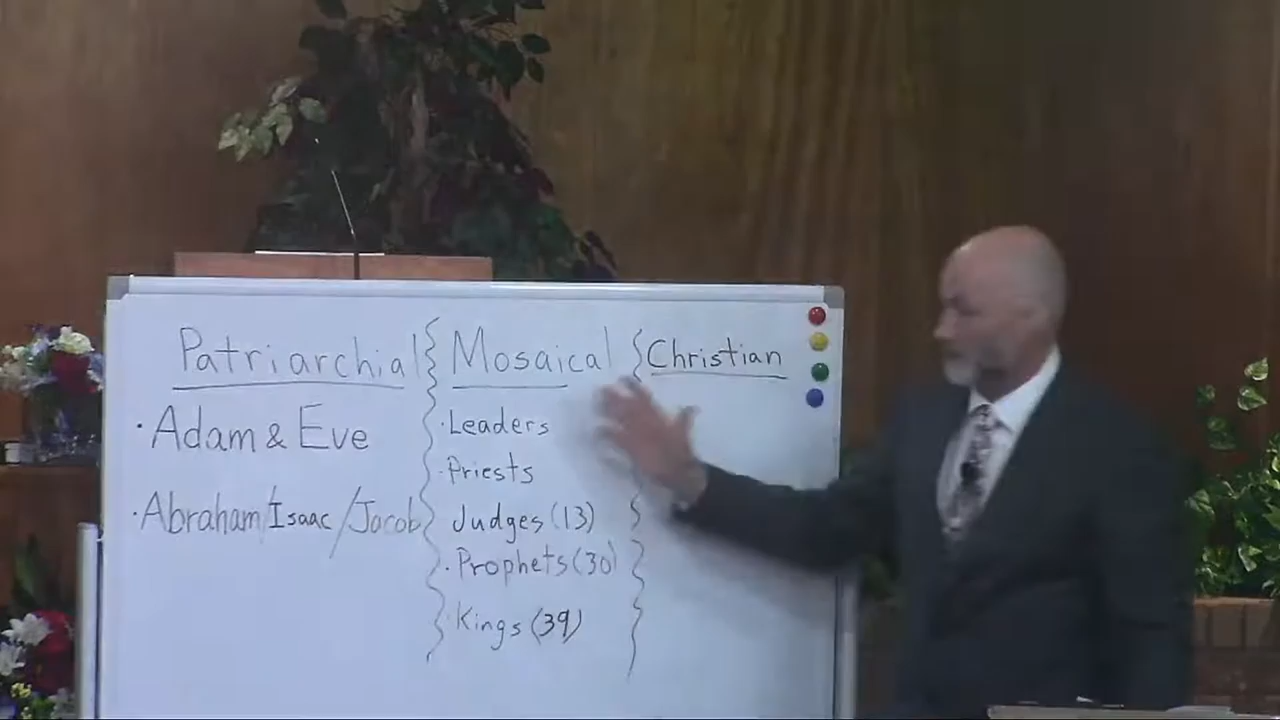 Patriarchial
· Adam & Eve
· Abraham/Isaac/Jacob
Mosaical
· Leaders
· Priests
Judges (13)
· Prophets (30)
· Kings (39)
Christian